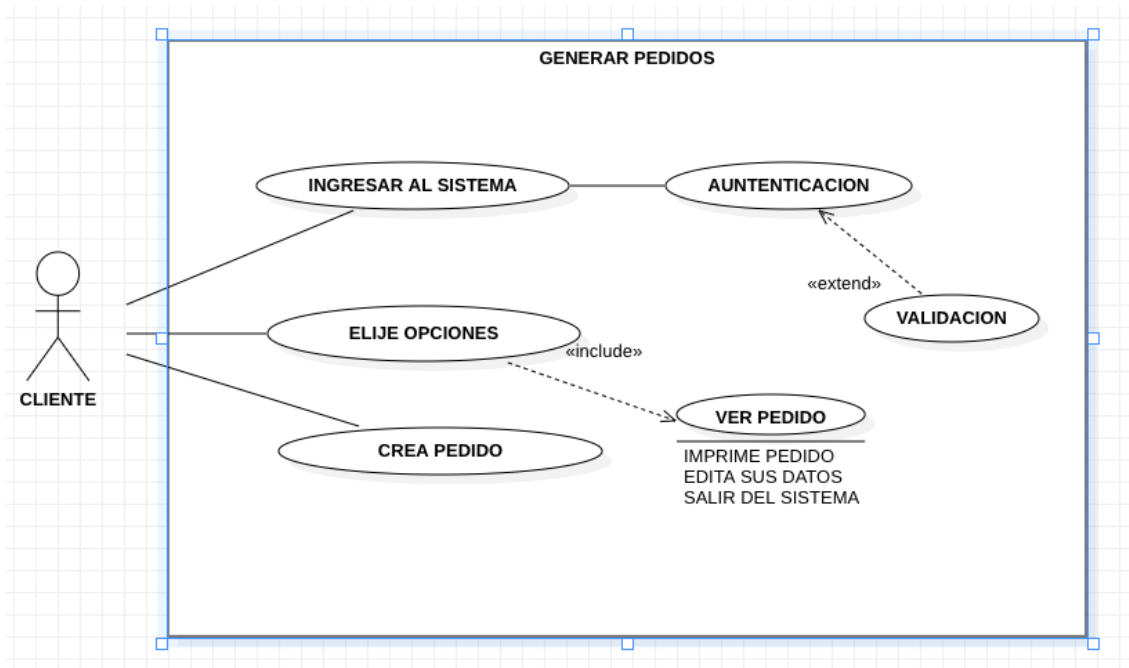 GENERAR PEDIDOS
INGRESAR AL SISTEMA
AUNTENTICACION
«extend»
VALIDACION
ELIJE OPCIONES
«include»
CLIENTE
VER PEDIDO
CREA PEDIDO
IMPRIME PEDIDO
EDITA SUS DATOS
SALIR DEL SISTEMA